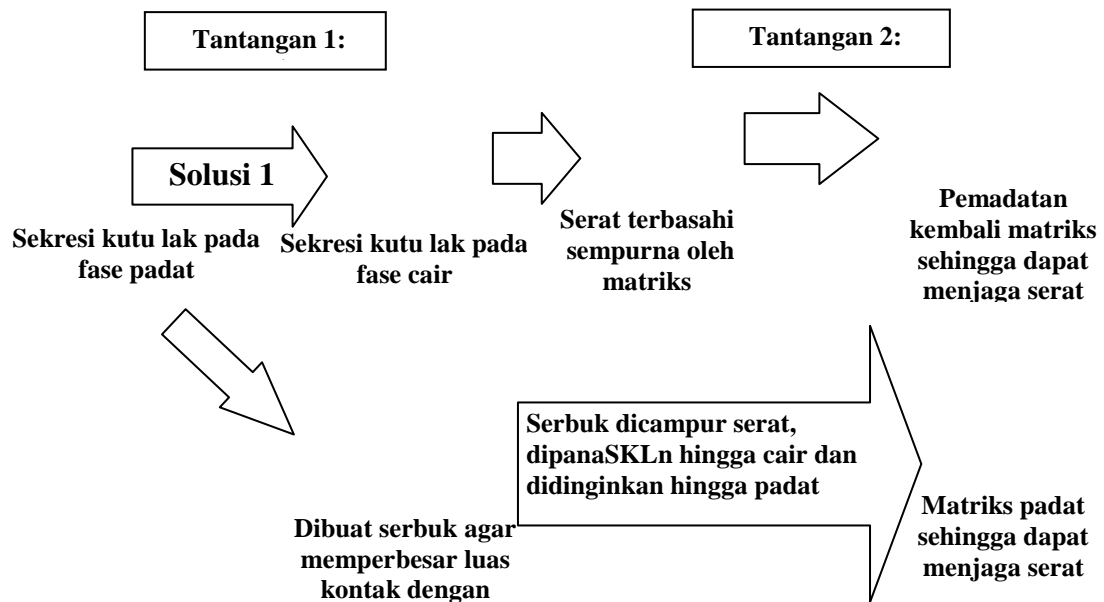 Tantangan 1:
Tantangan 2:
Solusi 1
Sekresi kutu lak pada
fase padat
Sekresi kutu lak pada
fase cair
Serat terbasahi
sempurna oleh
matriks
Pemadatan
kembali matriks
sehingga dapat
menjaga serat
Serbuk dicampur serat,
dipanaSKLn hingga cair dan
didinginkan hingga padat
Dibuat serbuk agar
memperbesar luas
kontak dengan
Matriks padat
sehingga dapat
menjaga serat